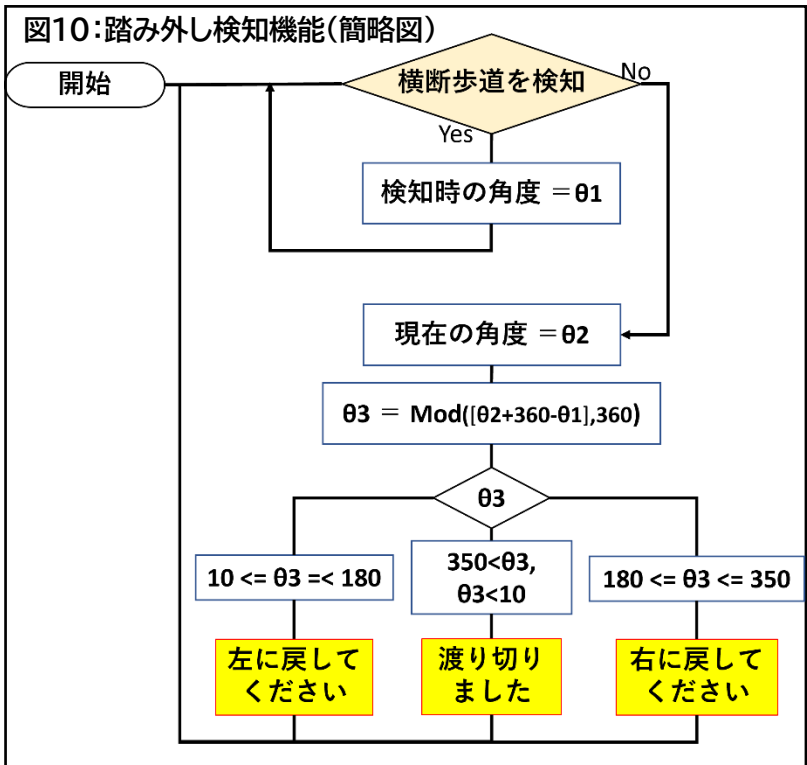 図10:踏み外し検知機能(簡略図)
開始
横断歩道を検知
No
Yes
検知時の角度 =θ1
現在の角度 =θ2
θ3 = Mod([θ2+360-θ1],360)
θ3
10 <= θ3 =< 180
350<θ3,
θ3<10
180 <= θ3 <= 350
左に戻して
ください
渡り切り
ました
右に戻して
ください